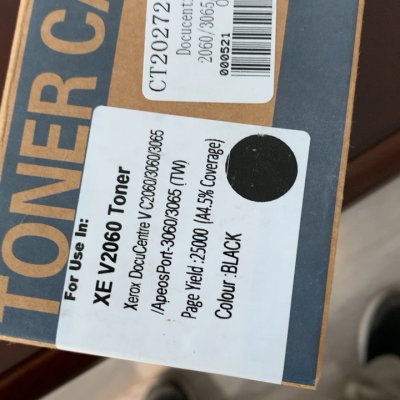 TONER CA
CT20272
Docucenti
2060/3065
000521
For Use In:
XE V2060 Toner
Xerox DocuCentre V C2060/3060/3065
/ApeosPort-3060/3065 (TW)
Page Yield :25000 (A4.5% Coverage)
Colour :BLACK